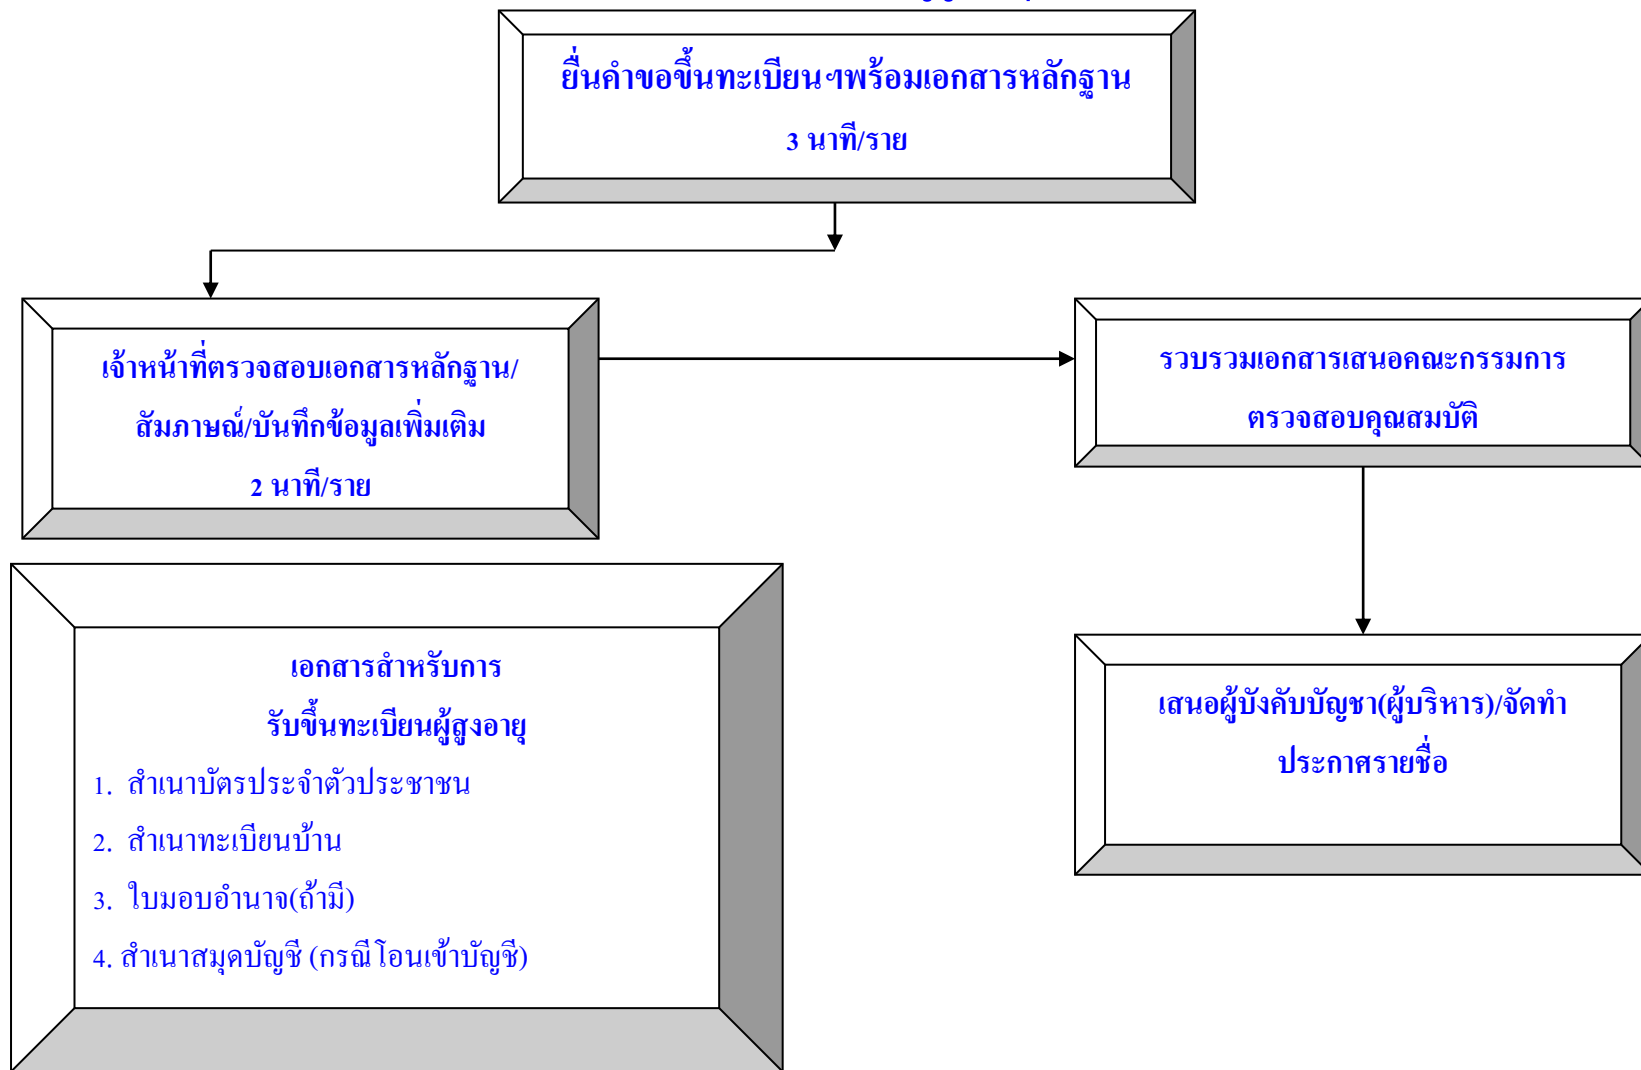 ยื่นคำขอขึ้นทะเบียนฯพร้อมเอกสารหลักฐาน
3 นาที/ราย
เจ้าหน้าที่ตรวจสอบเอกสารหลักฐาน/
สัมภาษณ์/บันทึกข้อมูลเพิ่มเติม
2 นาที/ราย
รวบรวมเอกสารเสนอคณะกรรมการ
ตรวจสอบคุณสมบัติ
เสนอผู้บังคับบัญชา(ผู้บริหาร)/จัดทำ
ประกาศรายชื่อ
เอกสารสำหรับการ
รับขึ้นทะเบียนผู้สูงอายุ
1. สำเนาบัตรประจำตัวประชาชน
2. สำเนาทะเบียนบ้าน
3. ใบมอบอำนาจ(ถ้ามี)
4. สำเนาสมุดบัญชี (กรณีโอนเข้าบัญชี)